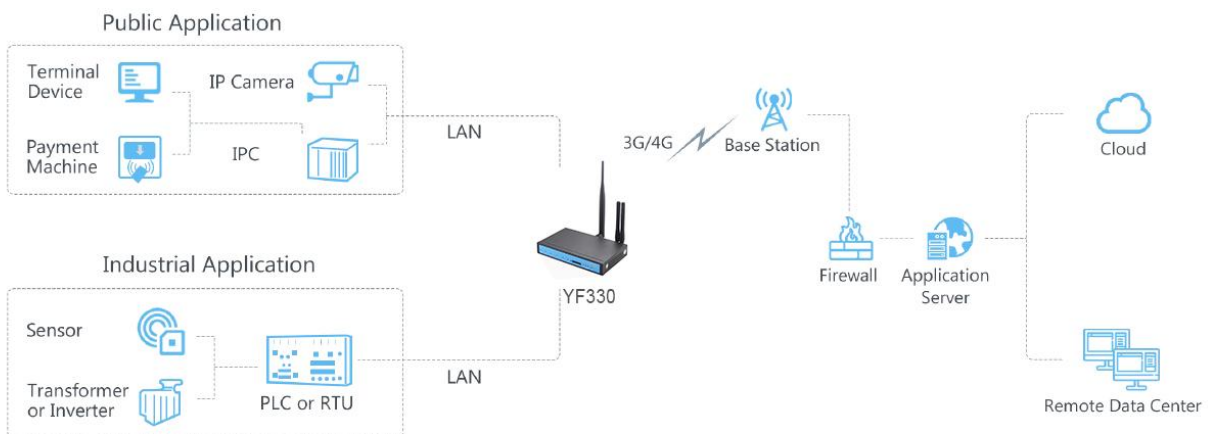 Public Application
Terminal
Device
IP Camera
Payment
Machine
IPC
LAN
3G/4G
Base Station
Cloud
YF330
Firewall
Application
Server
Industrial Application
Sensor
Transformer
or Inverter
PLC or RTU
LAN
Remote Data Center